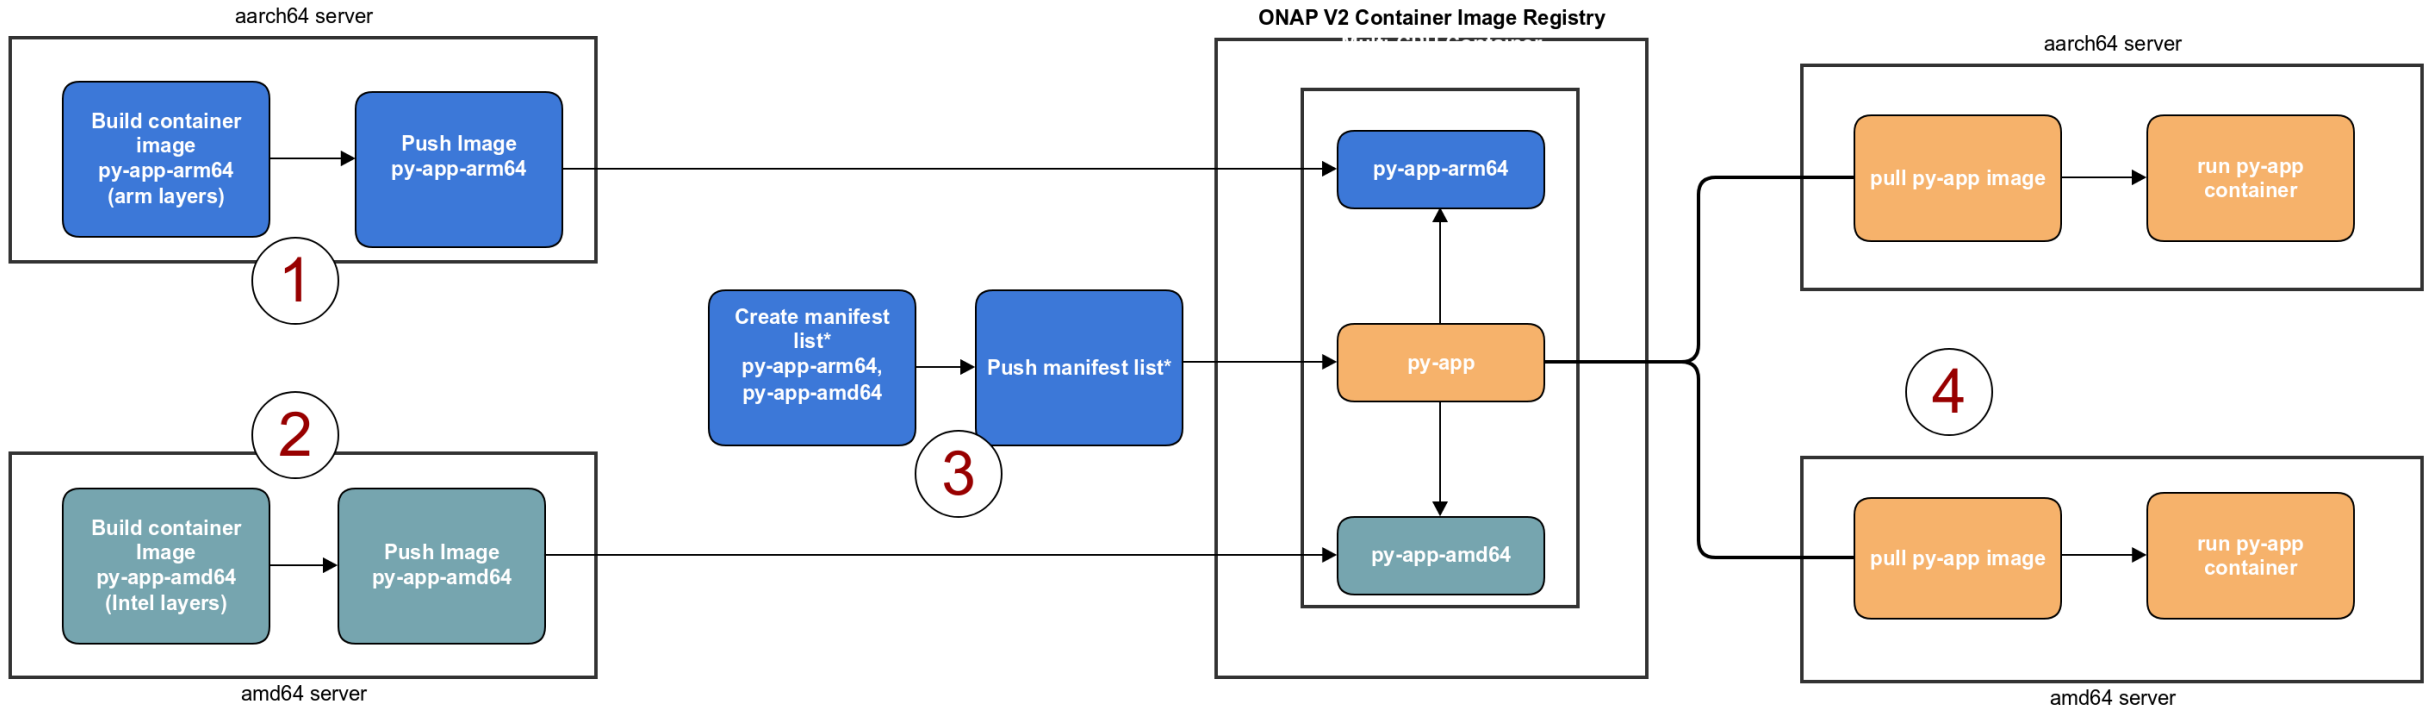 aarch64 server
Build container
image
py-app-arm64
(arm layers)
Push Image
py-app-arm64
1
2
Build container
Image
py-app-amd64
(Intel layers)
Push Image
py-app-amd64
amd64 server
Create manifest
list*
py-app-arm64,
py-app-amd64
Push manifest list*
3
ONAP V2 Container Image Registry
Multi-CPU Container
py-app-arm64
py-app
py-app-amd64
aarch64 server
pull py-app image
run py-app
container
4
pull py-app image
run py-app
container
amd64 server